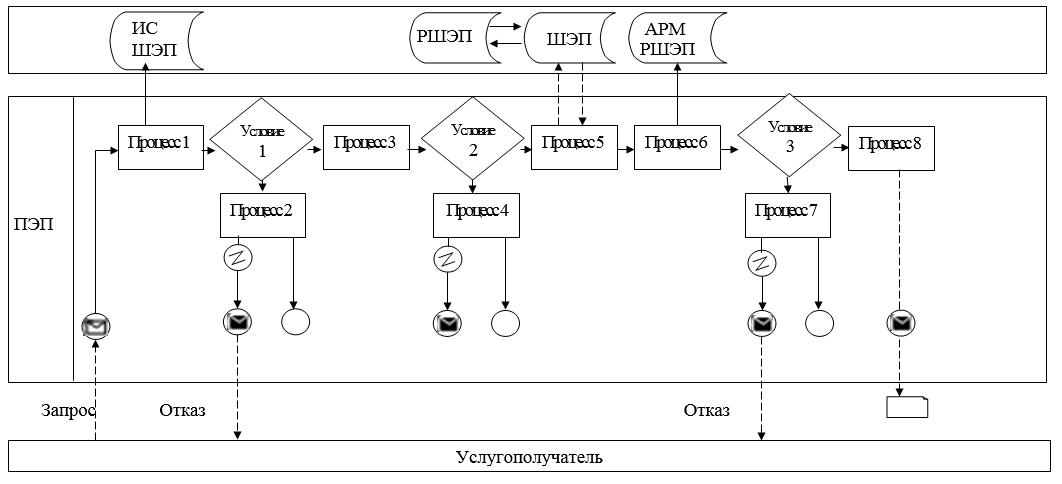 ИС
ШЭП
РШЭП
ШЭП
АРМ
РШЭП
ПЭП
Процесс1
Условие
1
Процесс3
Условие
2
Процесс5
Процесс6
Условие
3
Процесс8
Процесс2
Процесс4
Процесс7
Запрос
Отказ
Отказ
Услугополучатель